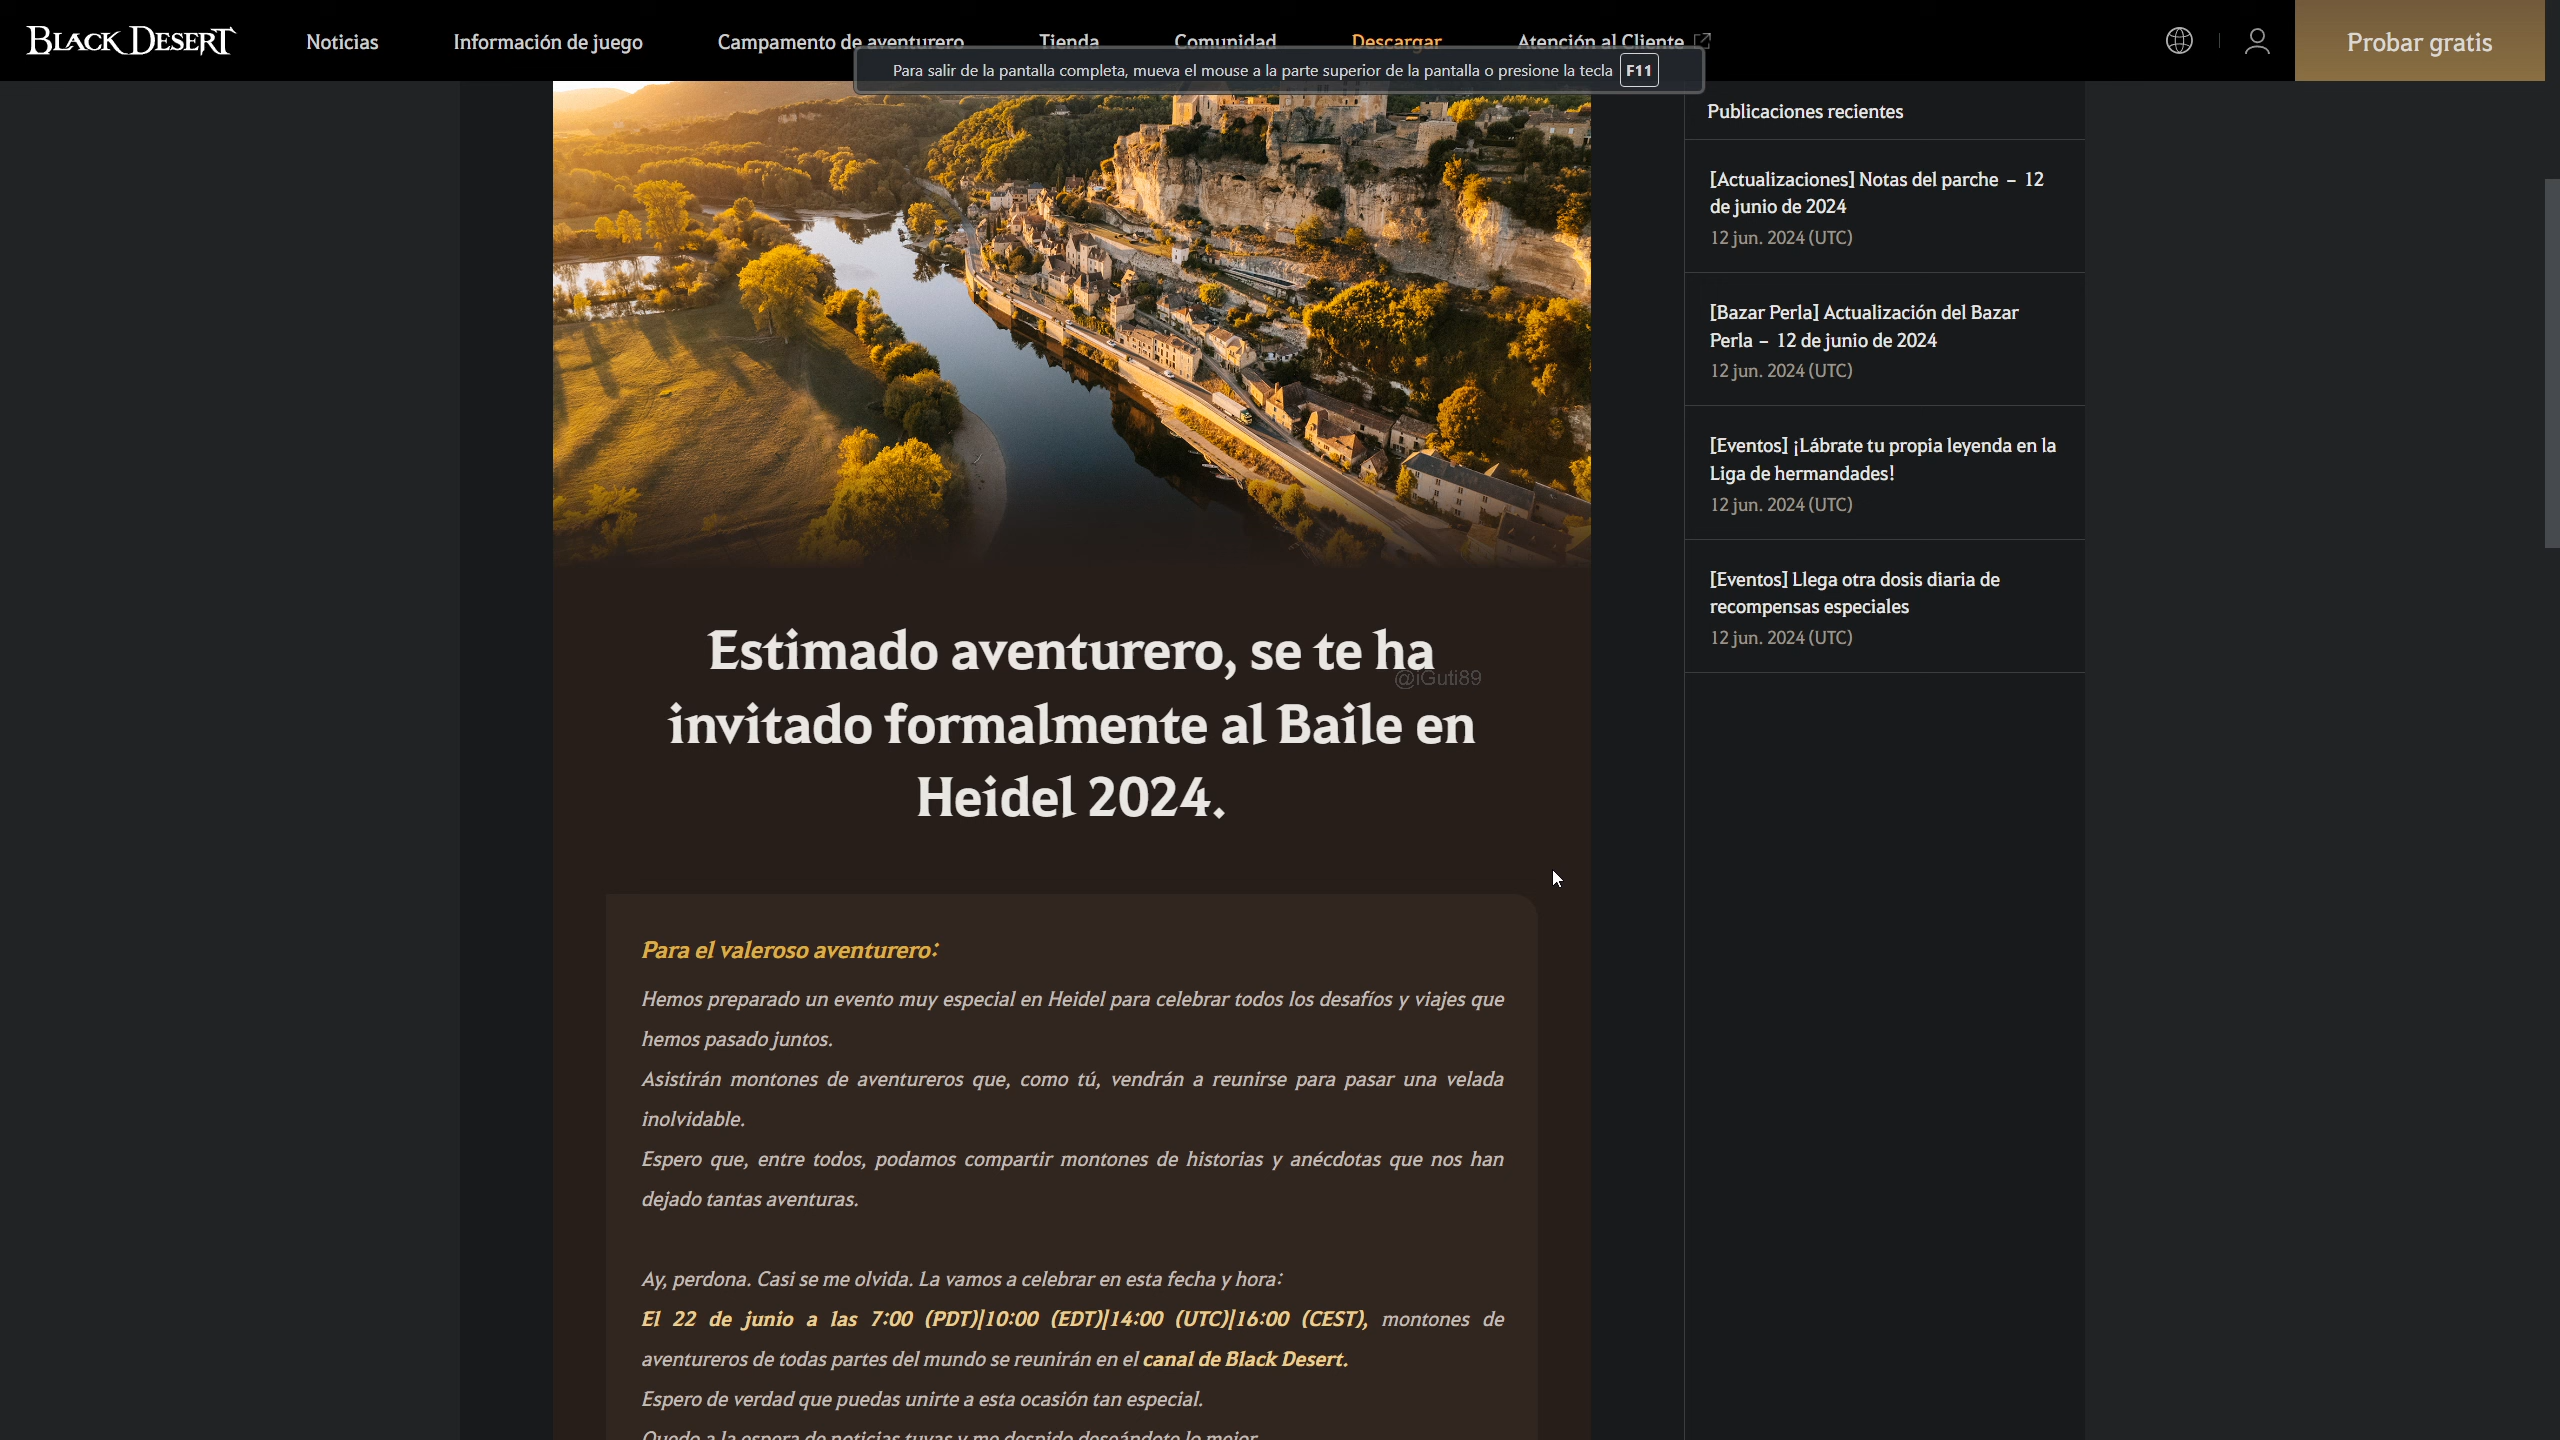 BLACK DESERT
Noticias
Información de juego
Campamento de aventurero
Tienda
Comunidad
Descargar
Atención al Cliente
Probar gratis
Para salir de la pantalla completa, mueva el mouse a la parte superior de la pantalla o presione la tecla F11
Estimado aventurero, se te ha
@iGuti89
invitado formalmente al Baile en
Heidel 2024.
Para el valeroso aventurero:
Hemos preparado un evento muy especial en Heidel para celebrar todos los desafíos y viajes que
hemos pasado juntos.
Asistirán montones de aventureros que, como tú, vendrán a reunirse para pasar una velada
inolvidable.
Espero que, entre todos, podamos compartir montones de historias y anécdotas que nos han
dejado tantas aventuras.
Ay, perdona. Casi se me olvida. La vamos a celebrar en esta fecha y hora:
El 22 de junio a las 7:00 (PDT)|10:00 (EDT)|14:00 (UTC)|16:00 (CEST), montones de
aventureros de todas partes del mundo se reunirán en el canal de Black Desert.
Espero de verdad que puedas unirte a esta ocasión tan especial.
Quedo a la espera de noticias tuyas y me despido deseándote lo mejor
Publicaciones recientes
[Actualizaciones] Notas del parche – 12
de junio de 2024
12 jun. 2024 (UTC)
[Bazar Perla] Actualización del Bazar
Perla – 12 de junio de 2024
12 jun. 2024 (UTC)
[Eventos] ¡Lábrate tu propia leyenda en la
Liga de hermandades!
12 jun. 2024 (UTC)
[Eventos] Llega otra dosis diaria de
recompensas especiales
12 jun. 2024 (UTC)